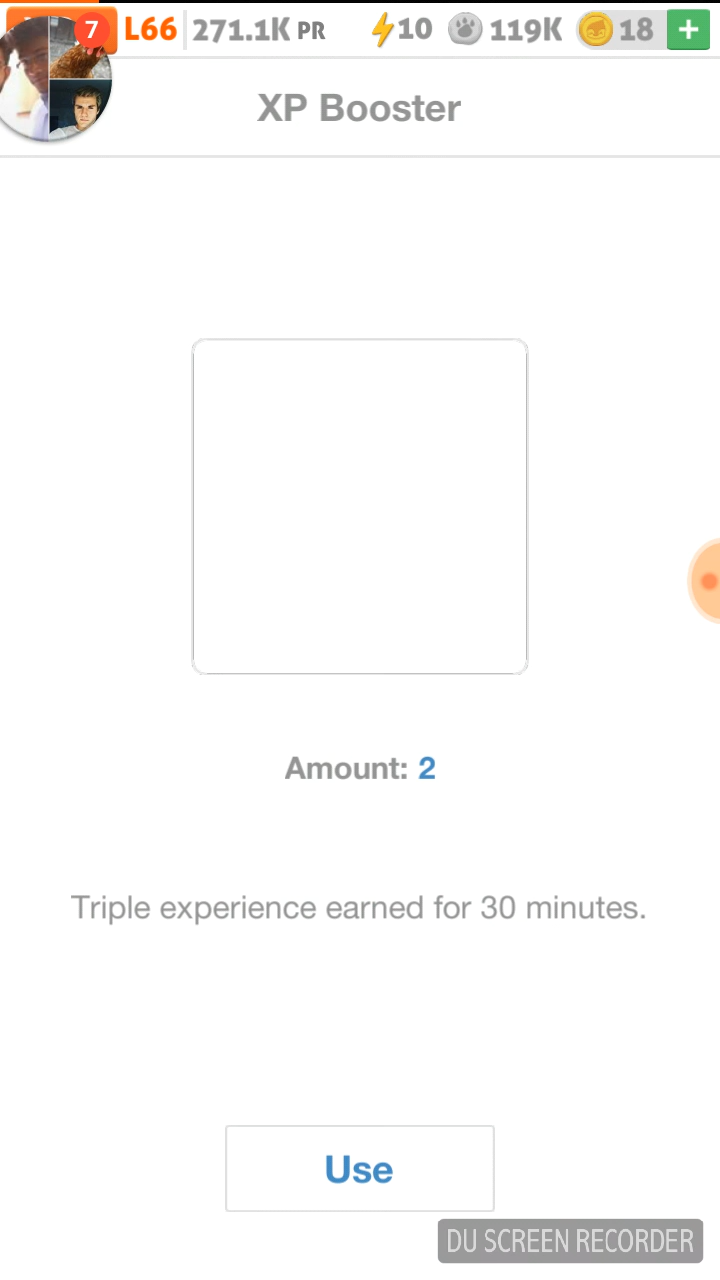 7 L66 271.1K PR 10 119K 18 +
XP Booster
Amount: 2
Triple experience earned for 30 minutes.
Use
DU SCREEN RECORDER